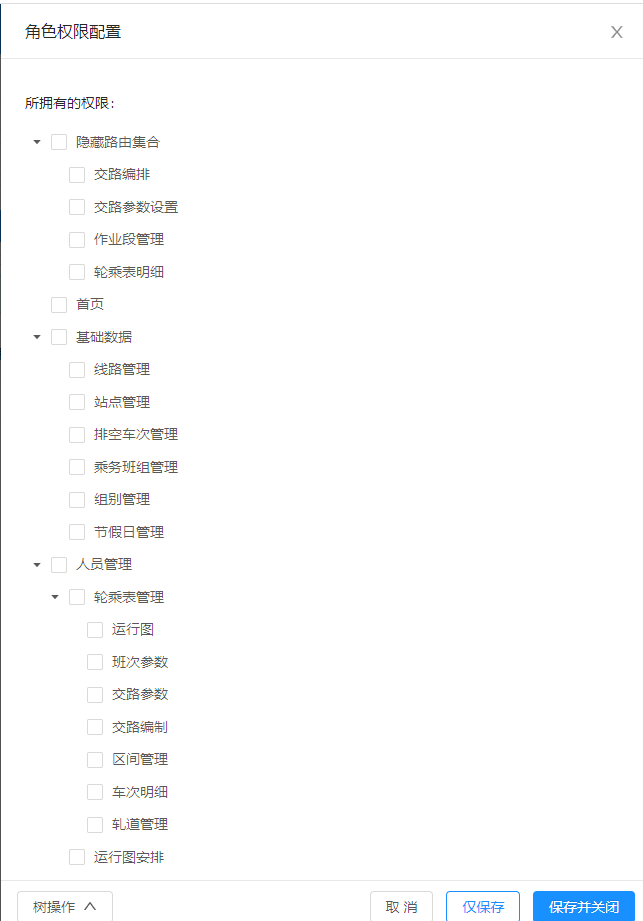 角色权限配置
所拥有的权限：
隐藏路由集合
交路编排
交路参数设置
作业段管理
轮乘表明细
首页
基础数据
线路管理
站点管理
排空车次管理
乘务班组管理
组别管理
节假日管理
人员管理
轮乘表管理
运行图
班次参数
交路参数
交路编制
区间管理
车次明细
轧道管理
运行图安排
树操作 取 消 仅保存 保存并关闭